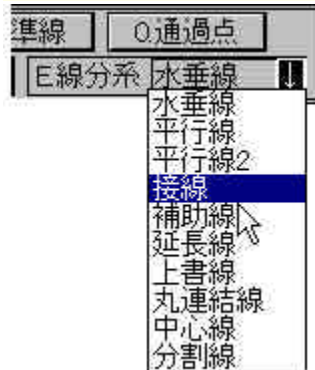 準線 O.通過点
E線分系 水垂線
水垂線
平行線
平行線2
接線
補助線
延長線
上書線
丸連結線
中心線
分割線